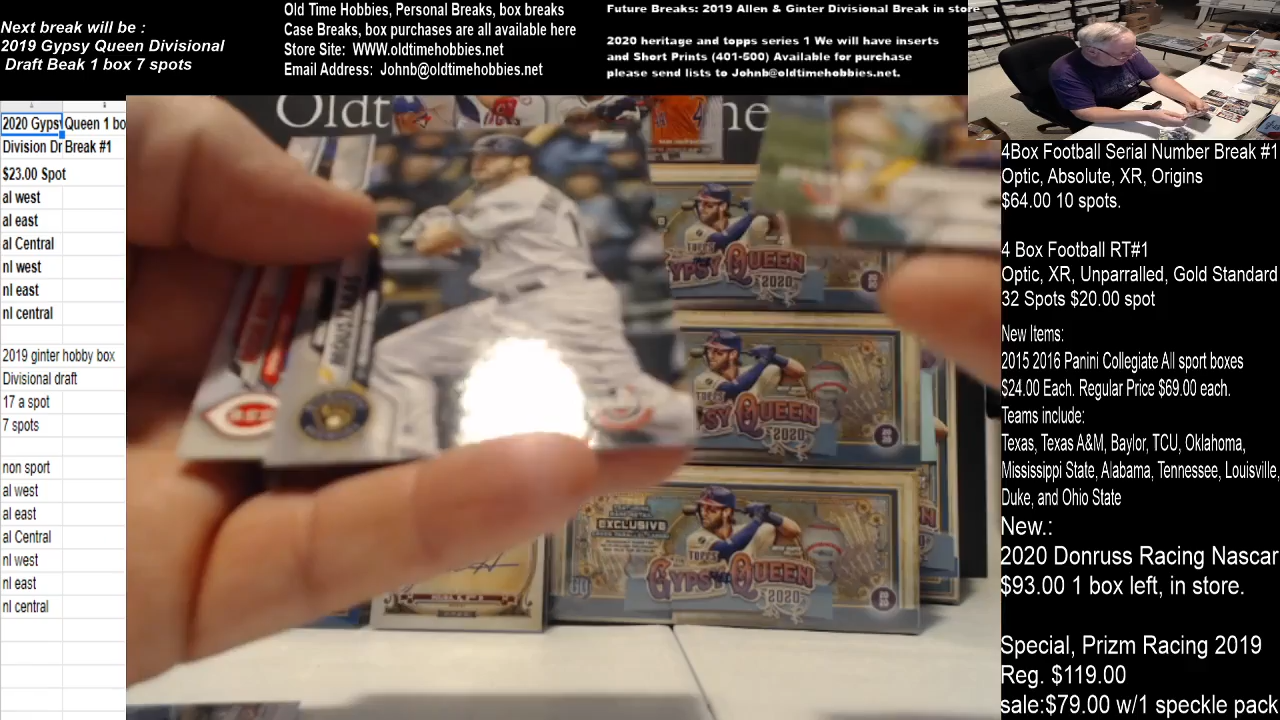 Next break will be :
2019 Gypsy Queen Divisional
Draft Beak 1 box 7 spots
Old Time Hobbies, Personal Breaks, box breaks
Case Breaks, box purchases are all available here
Store Site: WWW.oldtimehobbies.net
Email Address: Johnb@oldtimehobbies.net
Future Breaks: 2019 Allen & Ginter Divisional Break in store
2020 heritage and topps series 1 We will have inserts
and Short Prints (401-500) Available for purchase
please send lists to Johnb@oldtimehobbies.net.
2020 Gypsy Queen 1 bo
Division Dr Break #1
$23.00 Spot
al west
al east
al Central
nl west
nl east
nl central
2019 ginter hobby box
Divisional draft
17 a spot
7 spots
non sport
al west
al east
al Central
nl west
nl east
nl central
Oldt
me
GYPSY QUEEN
2020
TOPPS
GYPSY QUEEN
2020
EXCLUSIVE
TOPPS
GYPSY QUEEN
2020
4Box Football Serial Number Break #1
Optic, Absolute, XR, Origins
$64.00 10 spots.
4 Box Football RT#1
Optic, XR, Unparralled, Gold Standard
32 Spots $20.00 spot
New Items:
2015 2016 Panini Collegiate All sport boxes
$24.00 Each. Regular Price $69.00 each.
Teams include:
Texas, Texas A&M, Baylor, TCU, Oklahoma,
Mississippi State, Alabama, Tennessee, Louisville,
Duke, and Ohio State
New.:
2020 Donruss Racing Nascar
$93.00 1 box left, in store.
Special, Prizm Racing 2019
Reg. $119.00
sale:$79.00 w/1 speckle pack